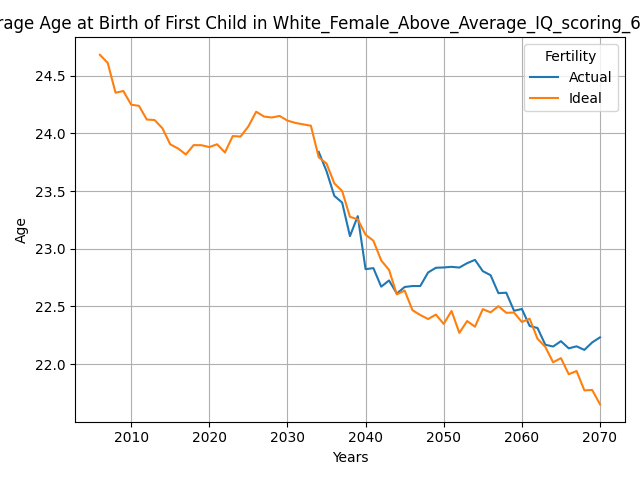 rage Age at Birth of First Child in White_Female_Above_Average_IQ_scoring_6
Fertility
Actual
Ideal
24.5
24.0
23.5
23.0
22.5
22.0
Age
2010 2020 2030 2040 2050 2060 2070
Years